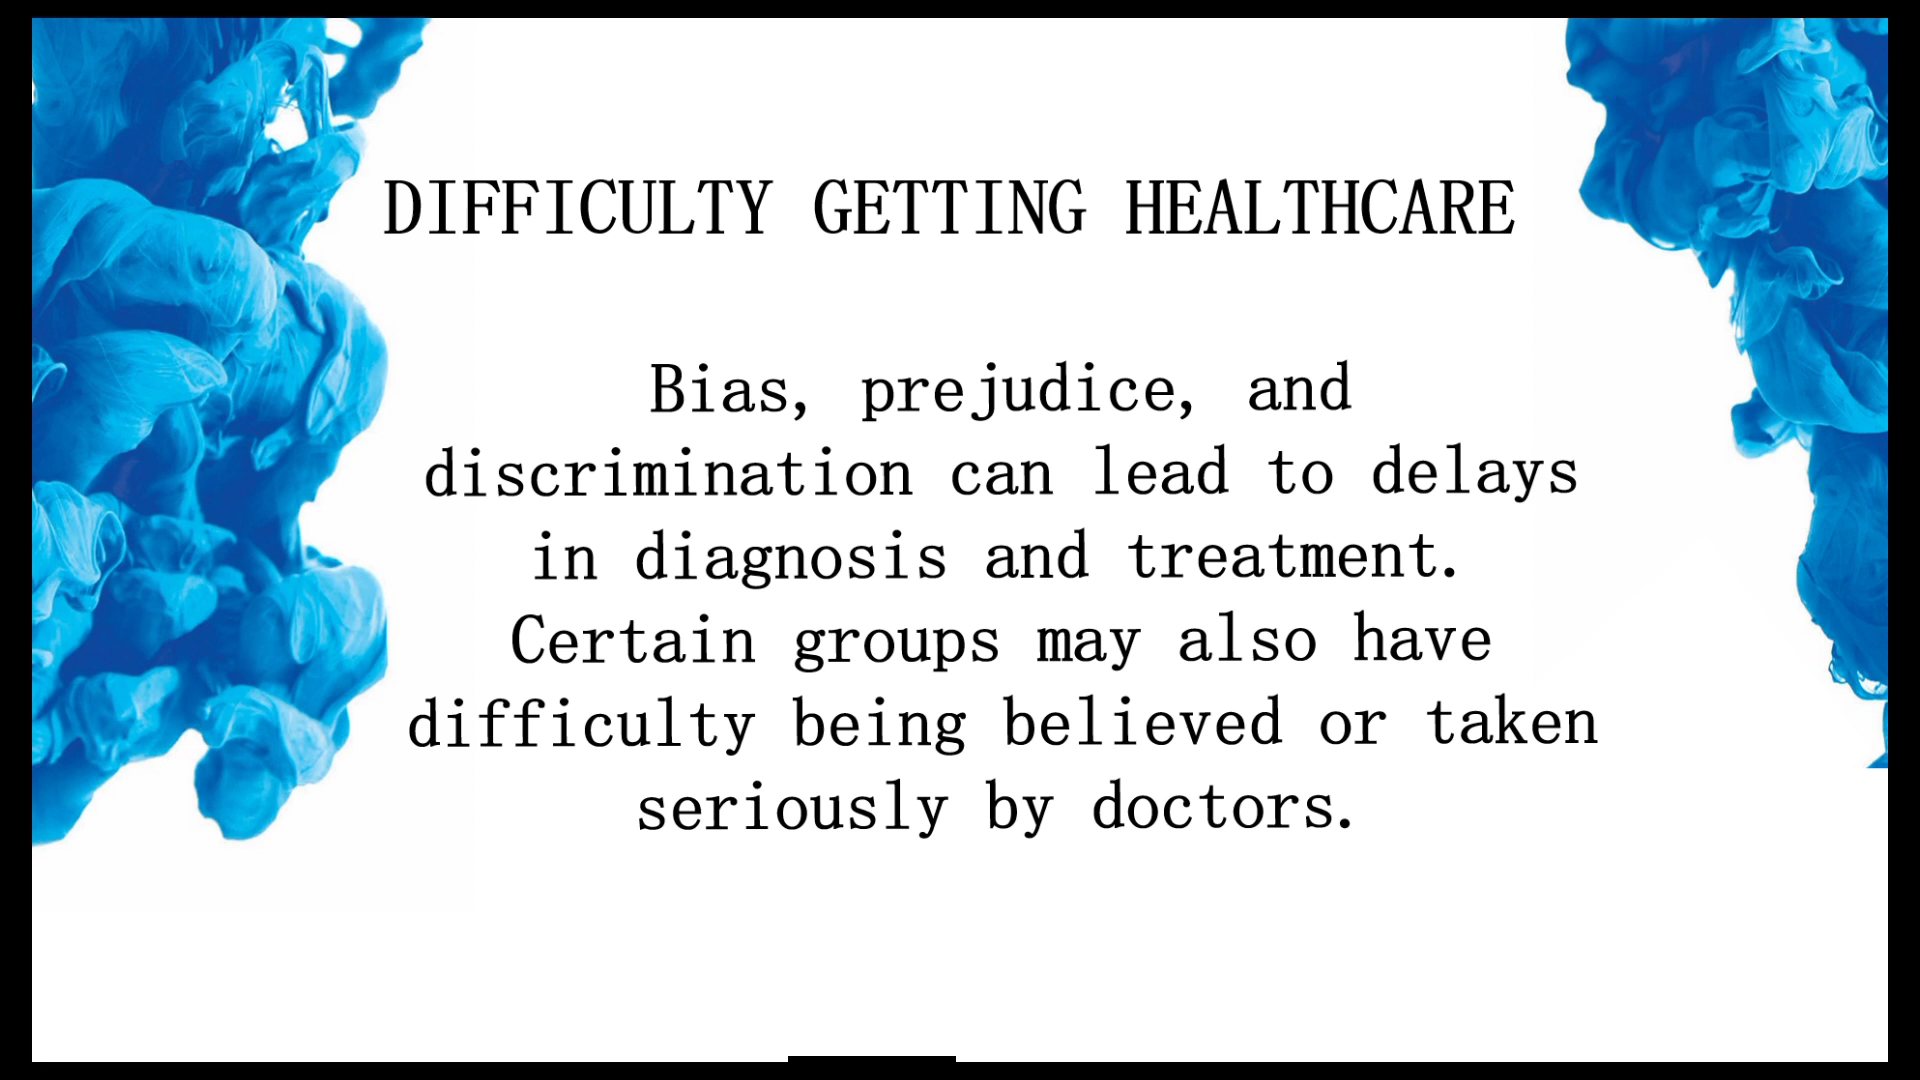 DIFFICULTY GETTING HEALTHCARE
Bias, prejudice, and
discrimination can lead to delays
in diagnosis and treatment.
Certain groups may also have
difficulty being believed or taken
seriously by doctors.